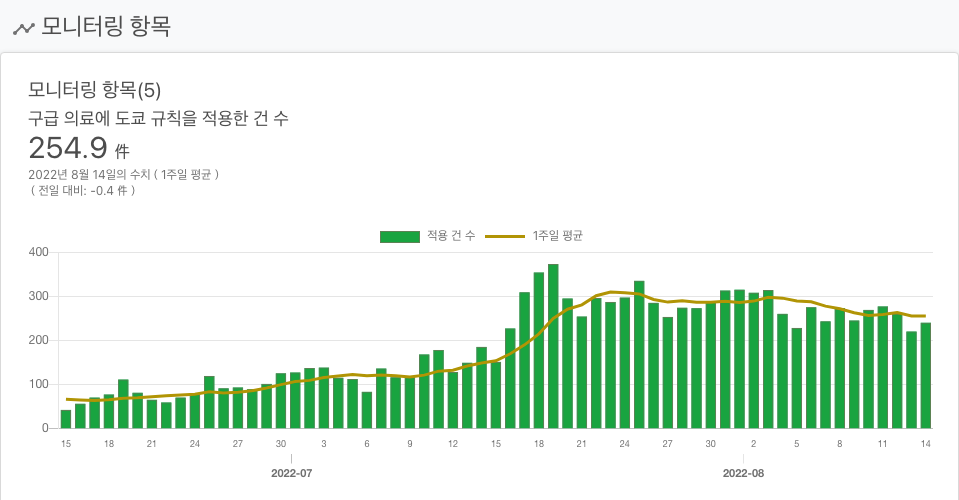 모니터링 항목
모니터링 항목(5)
구급 의료에 도쿄 규칙을 적용한 건 수
254.9 件
2022년 8월 14일의 수치 ( 1주일 평균 )
( 전일 대비: -0.4 件 )
적용 건 수 1주일 평균
400
300
200
100
0
15 18 21 24 27 30 3 6 9 12 15 18 21 24 27 30 2 5 8 11 14
2022-07 2022-08